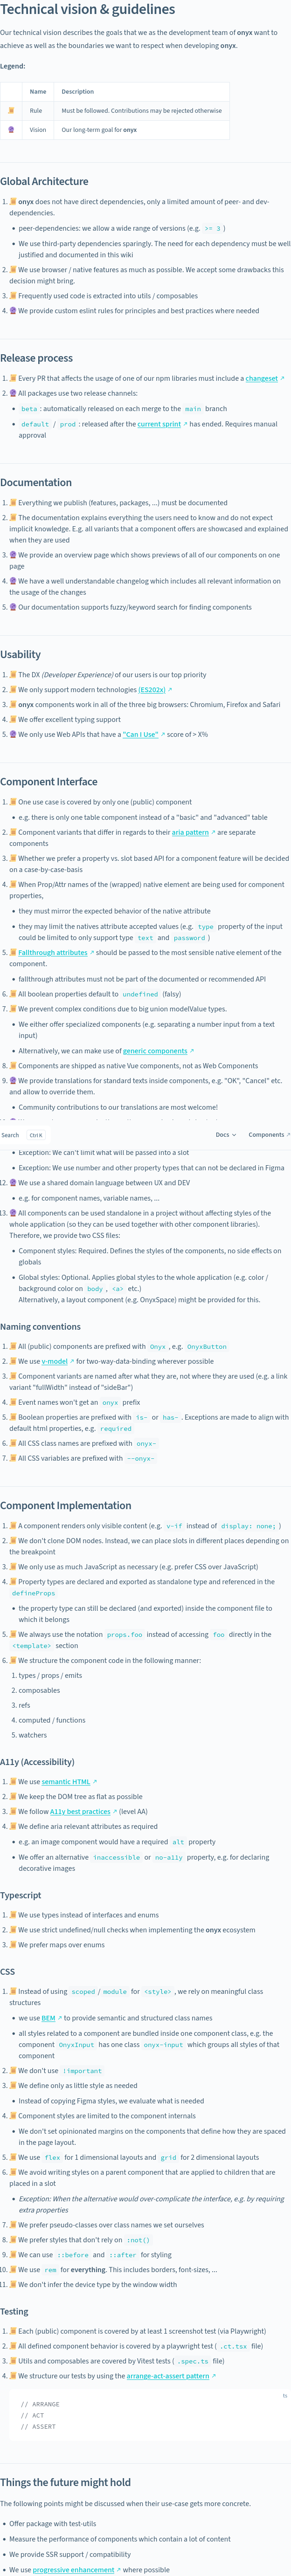 Technical vision & guidelines
Our technical vision describes the goals that we as the development team of onyx want to
achieve as well as the boundaries we want to respect when developing onyx.
Legend:
Name Description
📜 Rule Must be followed. Contributions may be rejected otherwise
🔮 Vision Our long-term goal for onyx
Global Architecture
1. 📜 onyx does not have direct dependencies, only a limited amount of peer- and dev-
dependencies.
• peer-dependencies: we allow a wide range of versions (e.g. >= 3 )
• We use third-party dependencies sparingly. The need for each dependency must be well
justified and documented in this wiki
2. 📜 We use browser / native features as much as possible. We accept some drawbacks this
decision might bring.
3. 📜 Frequently used code is extracted into utils / composables
4. 🔮 We provide custom eslint rules for principles and best practices where needed
Release process
1. 📜 Every PR that affects the usage of one of our npm libraries must include a changeset ↗
2. 🔮 All packages use two release channels:
• beta : automatically released on each merge to the main branch
• default / prod : released after the current sprint ↗ has ended. Requires manual
approval
Documentation
1. 📜 Everything we publish (features, packages, ...) must be documented
2. 📜 The documentation explains everything the users need to know and do not expect
implicit knowledge. E.g. all variants that a component offers are showcased and explained
when they are used
3. 🔮 We provide an overview page which shows previews of all of our components on one
page
4. 🔮 We have a well understandable changelog which includes all relevant information on
the usage of the changes
5. 🔮 Our documentation supports fuzzy/keyword search for finding components
Usability
1. 📜 The DX (Developer Experience) of our users is our top priority
2. 📜 We only support modern technologies (ES202x) ↗
3. 📜 onyx components work in all of the three big browsers: Chromium, Firefox and Safari
4. 📜 We offer excellent typing support
5. 🔮 We only use Web APIs that have a "Can I Use" ↗ score of > X%
Component Interface
1. 📜 One use case is covered by only one (public) component
• e.g. there is only one table component instead of a "basic" and "advanced" table
2. 📜 Component variants that differ in regards to their aria pattern ↗ are separate
components
3. 📜 Whether we prefer a property vs. slot based API for a component feature will be decided
on a case-by-case-basis
4. 📜 When Prop/Attr names of the (wrapped) native element are being used for component
properties,
• they must mirror the expected behavior of the native attribute
• they may limit the natives attribute accepted values (e.g. type property of the input
could be limited to only support type text and password )
5. 📜 Fallthrough attributes ↗ should be passed to the most sensible native element of the
component.
• fallthrough attributes must not be part of the documented or recommended API
6. 📜 All boolean properties default to undefined (falsy)
7. 📜 We prevent complex conditions due to big union modelValue types.
• We either offer specialized components (e.g. separating a number input from a text
input)
• Alternatively, we can make use of generic components ↗
8. 📜 Components are shipped as native Vue components, not as Web Components
9. 🔮 We provide translations for standard texts inside components, e.g. "OK", "Cancel" etc.
and allow to override them.
• Community contributions to our translations are most welcome!
Search Ctrl K Docs Components ↗
Exception: We can't limit what will be passed into a slot
• Exception: We use number and other property types that can not be declared in Figma
12. 🔮 We use a shared domain language between UX and DEV
• e.g. for component names, variable names, ...
13. 📜 All components can be used standalone in a project without affecting styles of the
whole application (so they can be used together with other component libraries).
Therefore, we provide two CSS files:
• Component styles: Required. Defines the styles of the components, no side effects on
globals
• Global styles: Optional. Applies global styles to the whole application (e.g. color /
background color on body , <a> etc.)
Alternatively, a layout component (e.g. OnyxSpace) might be provided for this.
Naming conventions
1. 📜 All (public) components are prefixed with Onyx , e.g. OnyxButton
2. 📜 We use v-model ↗ for two-way-data-binding wherever possible
3. 📜 Component variants are named after what they are, not where they are used (e.g. a link
variant "fullWidth" instead of "sideBar")
4. 📜 Event names won't get an onyx prefix
5. 📜 Boolean properties are prefixed with is- or has- . Exceptions are made to align with
default html properties, e.g. required
6. 📜 All CSS class names are prefixed with onyx-
7. 📜 All CSS variables are prefixed with --onyx-
Component Implementation
1. 📜 A component renders only visible content (e.g. v-if instead of display: none; )
2. 📜 We don't clone DOM nodes. Instead, we can place slots in different places depending on
the breakpoint
3. 📜 We only use as much JavaScript as necessary (e.g. prefer CSS over JavaScript)
4. 📜 Property types are declared and exported as standalone type and referenced in the
defineProps
• the property type can still be declared (and exported) inside the component file to
which it belongs
5. 📜 We always use the notation props.foo instead of accessing foo directly in the
<template> section
6. 📜 We structure the component code in the following manner:
1. types / props / emits
2. composables
3. refs
4. computed / functions
5. watchers
A11y (Accessibility)
1. 📜 We use semantic HTML ↗
2. 📜 We keep the DOM tree as flat as possible
3. 📜 We follow A11y best practices ↗ (level AA)
4. 📜 We define aria relevant attributes as required
• e.g. an image component would have a required alt property
• We offer an alternative inaccessible or no-a11y property, e.g. for declaring
decorative images
Typescript
1. 📜 We use types instead of interfaces and enums
2. 📜 We use strict undefined/null checks when implementing the onyx ecosystem
3. 📜 We prefer maps over enums
CSS
1. 📜 Instead of using scoped / module for <style> , we rely on meaningful class
structures
• we use BEM ↗ to provide semantic and structured class names
• all styles related to a component are bundled inside one component class, e.g. the
component OnyxInput has one class onyx-input which groups all styles of that
component
2. 📜 We don't use :important
3. 📜 We define only as little style as needed
• Instead of copying Figma styles, we evaluate what is needed
4. 📜 Component styles are limited to the component internals
• We don't set opinionated margins on the components that define how they are spaced
in the page layout.
5. 📜 We use flex for 1 dimensional layouts and grid for 2 dimensional layouts
6. 📜 We avoid writing styles on a parent component that are applied to children that are
placed in a slot
• Exception: When the alternative would over-complicate the interface, e.g. by requiring
extra properties
7. 📜 We prefer pseudo-classes over class names we set ourselves
8. 📜 We prefer styles that don't rely on :not()
9. 📜 We can use ::before and ::after for styling
10. 📜 We use rem for everything. This includes borders, font-sizes, ...
11. 📜 We don't infer the device type by the window width
Testing
1. 📜 Each (public) component is covered by at least 1 screenshot test (via Playwright)
2. 📜 All defined component behavior is covered by a playwright test ( .ct.tsx file)
3. 📜 Utils and composables are covered by Vitest tests ( .spec.ts file)
4. 📜 We structure our tests by using the arrange-act-assert pattern ↗
ts
// ARRANGE
// ACT
// ASSERT
Things the future might hold
The following points might be discussed when their use-case gets more concrete.
• Offer package with test-utils
• Measure the performance of components which contain a lot of content
• We provide SSR support / compatibility
• We use progressive enhancement ↗ where possible